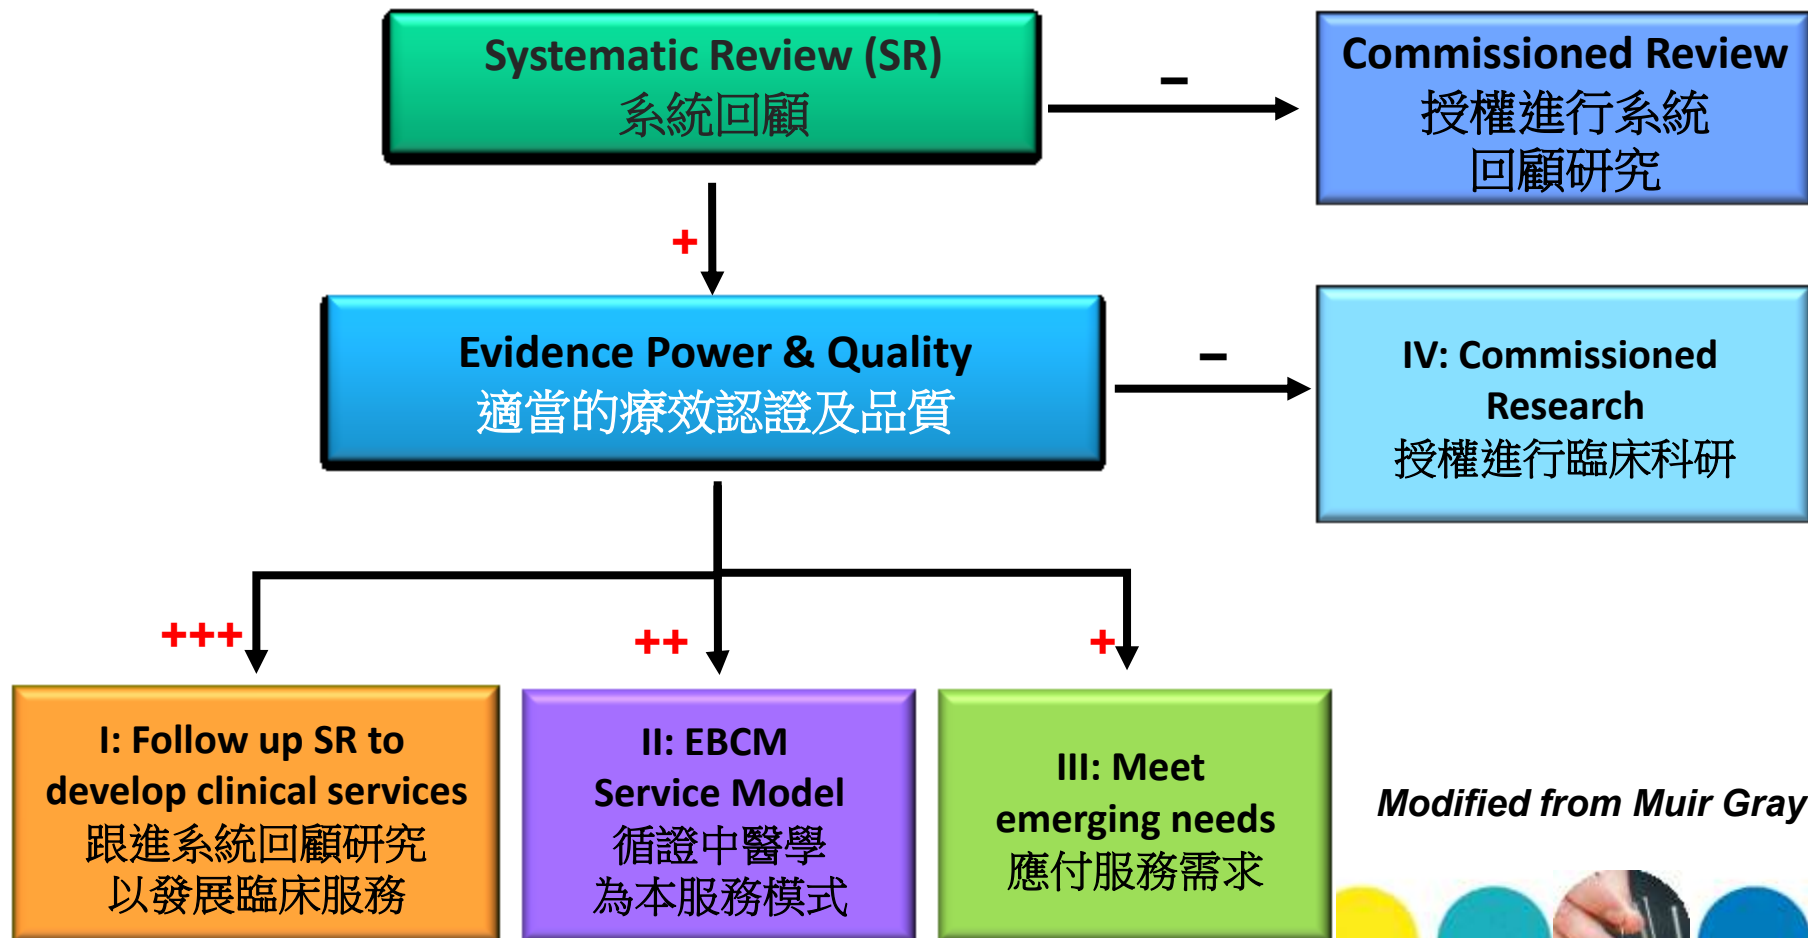 Systematic Review (SR)
系統回顧
–
Commissioned Review
授權進行系統
回顧研究
+
Evidence Power & Quality
適當的療效認證及品質
–
IV: Commissioned
Research
授權進行臨床科研
+++
++
+
I: Follow up SR to
develop clinical services
跟進系統回顧研究
以發展臨床服務
II: EBCM
Service Model
循證中醫學
為本服務模式
III: Meet
emerging needs
應付服務需求
Modified from Muir Gray